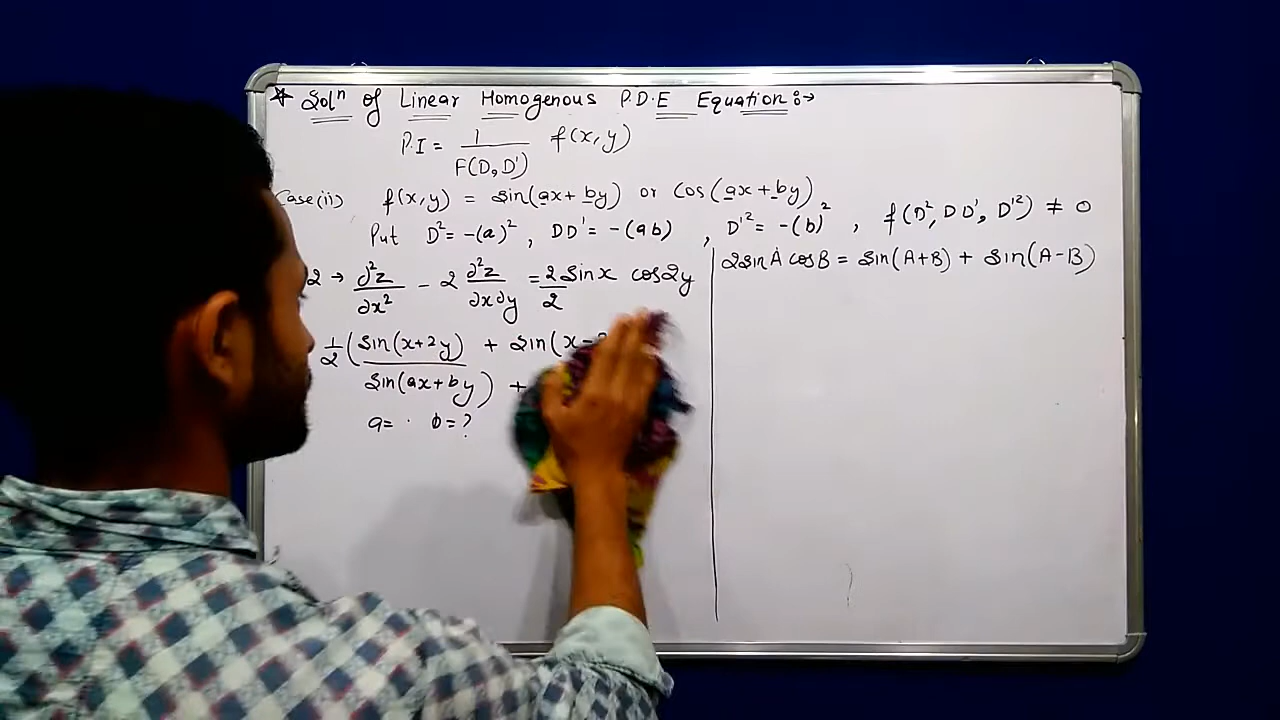 * Solⁿ of Linear Homogenous P.D.E Equation :→
P.I = 1 / F(D, D') f(x, y)
Case (ii) f(x, y) = sin(ax + by) or cos(ax + by)
Put D² = -(a)² , DD' = -(ab) , D'² = -(b)² , f(D², DD', D'²) ≠ 0
2 → ∂²z/∂x² - 2 ∂²z/∂x∂y = 2/2 sin x cos 2y
1/2 ( sin(x+2y) + sin(x-
sin(ax + by) +
a = · b = ?
2 sin A cos B = sin(A+B) + sin(A-B)